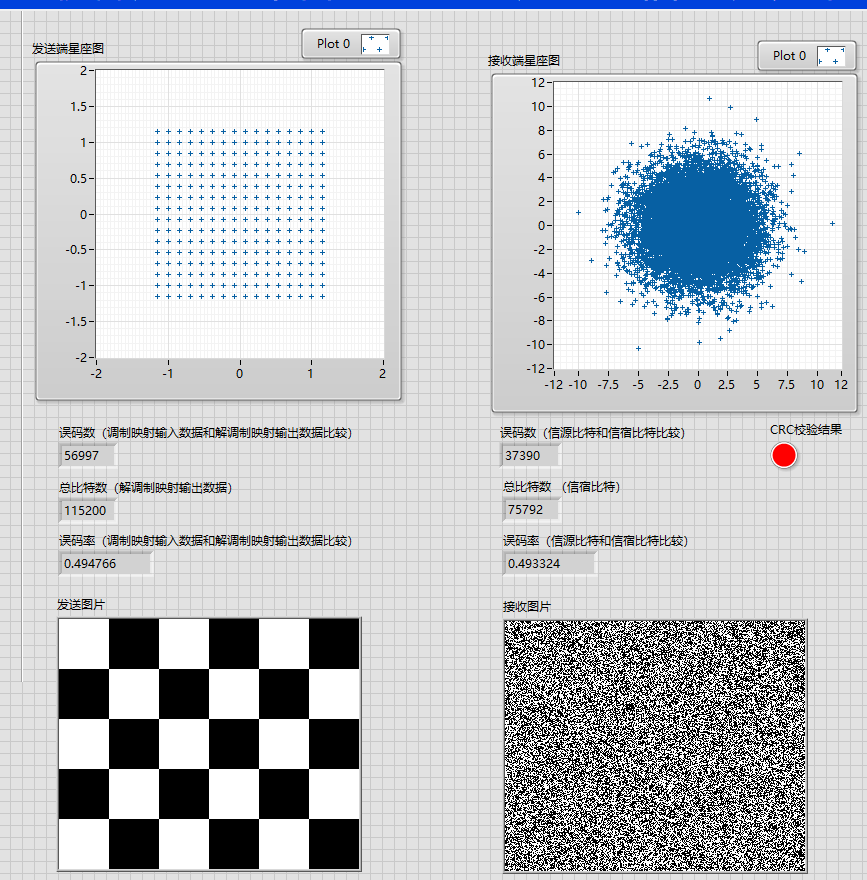 发送端星座图
Plot 0
2
1.5
1
0.5
0
-0.5
-1
-1.5
-2
-2 -1 0 1 2
接收端星座图
Plot 0
12
10
8
6
4
2
0
-2
-4
-6
-8
-10
-12
-12 -10 -7.5 -5 -2.5 0 2.5 5 7.5 10 12
误码数（调制映射输入数据和解调制映射输出数据比较）
56997
总比特数（解调制映射输出数据）
115200
误码率（调制映射输入数据和解调制映射输出数据比较）
0.494766
发送图片
误码数（信源比特和信宿比特比较）
37390
CRC校验结果
总比特数 （信宿比特）
75792
误码率（信源比特和信宿比特比较）
0.493324
接收图片